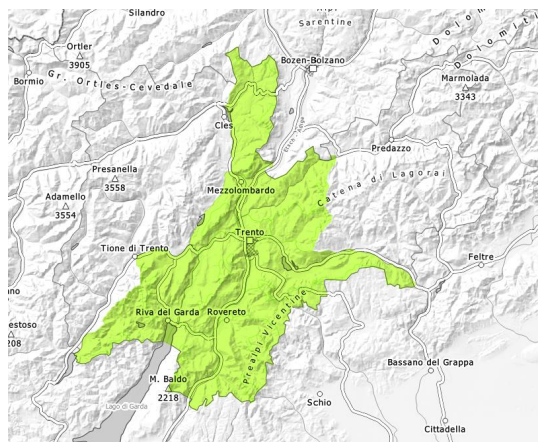 Silandro
Sarentine
Ortler
3905
Bozen-Bolzano
Dolomiti
Bormio
Gr. Ortles-Cevedale
Marmolada
3343
Cles
Etsch - Adige
Predazzo
Presanella
3558
Mezzolombardo
Catena di Lagorai
Adamello
3554
Trento
Tione di Trento
Feltre
Riva del Garda
Rovereto
Prealpi Vicentine
Bassano del Grappa
M. Baldo
2218
Lago di Garda
Schio
Cittadella